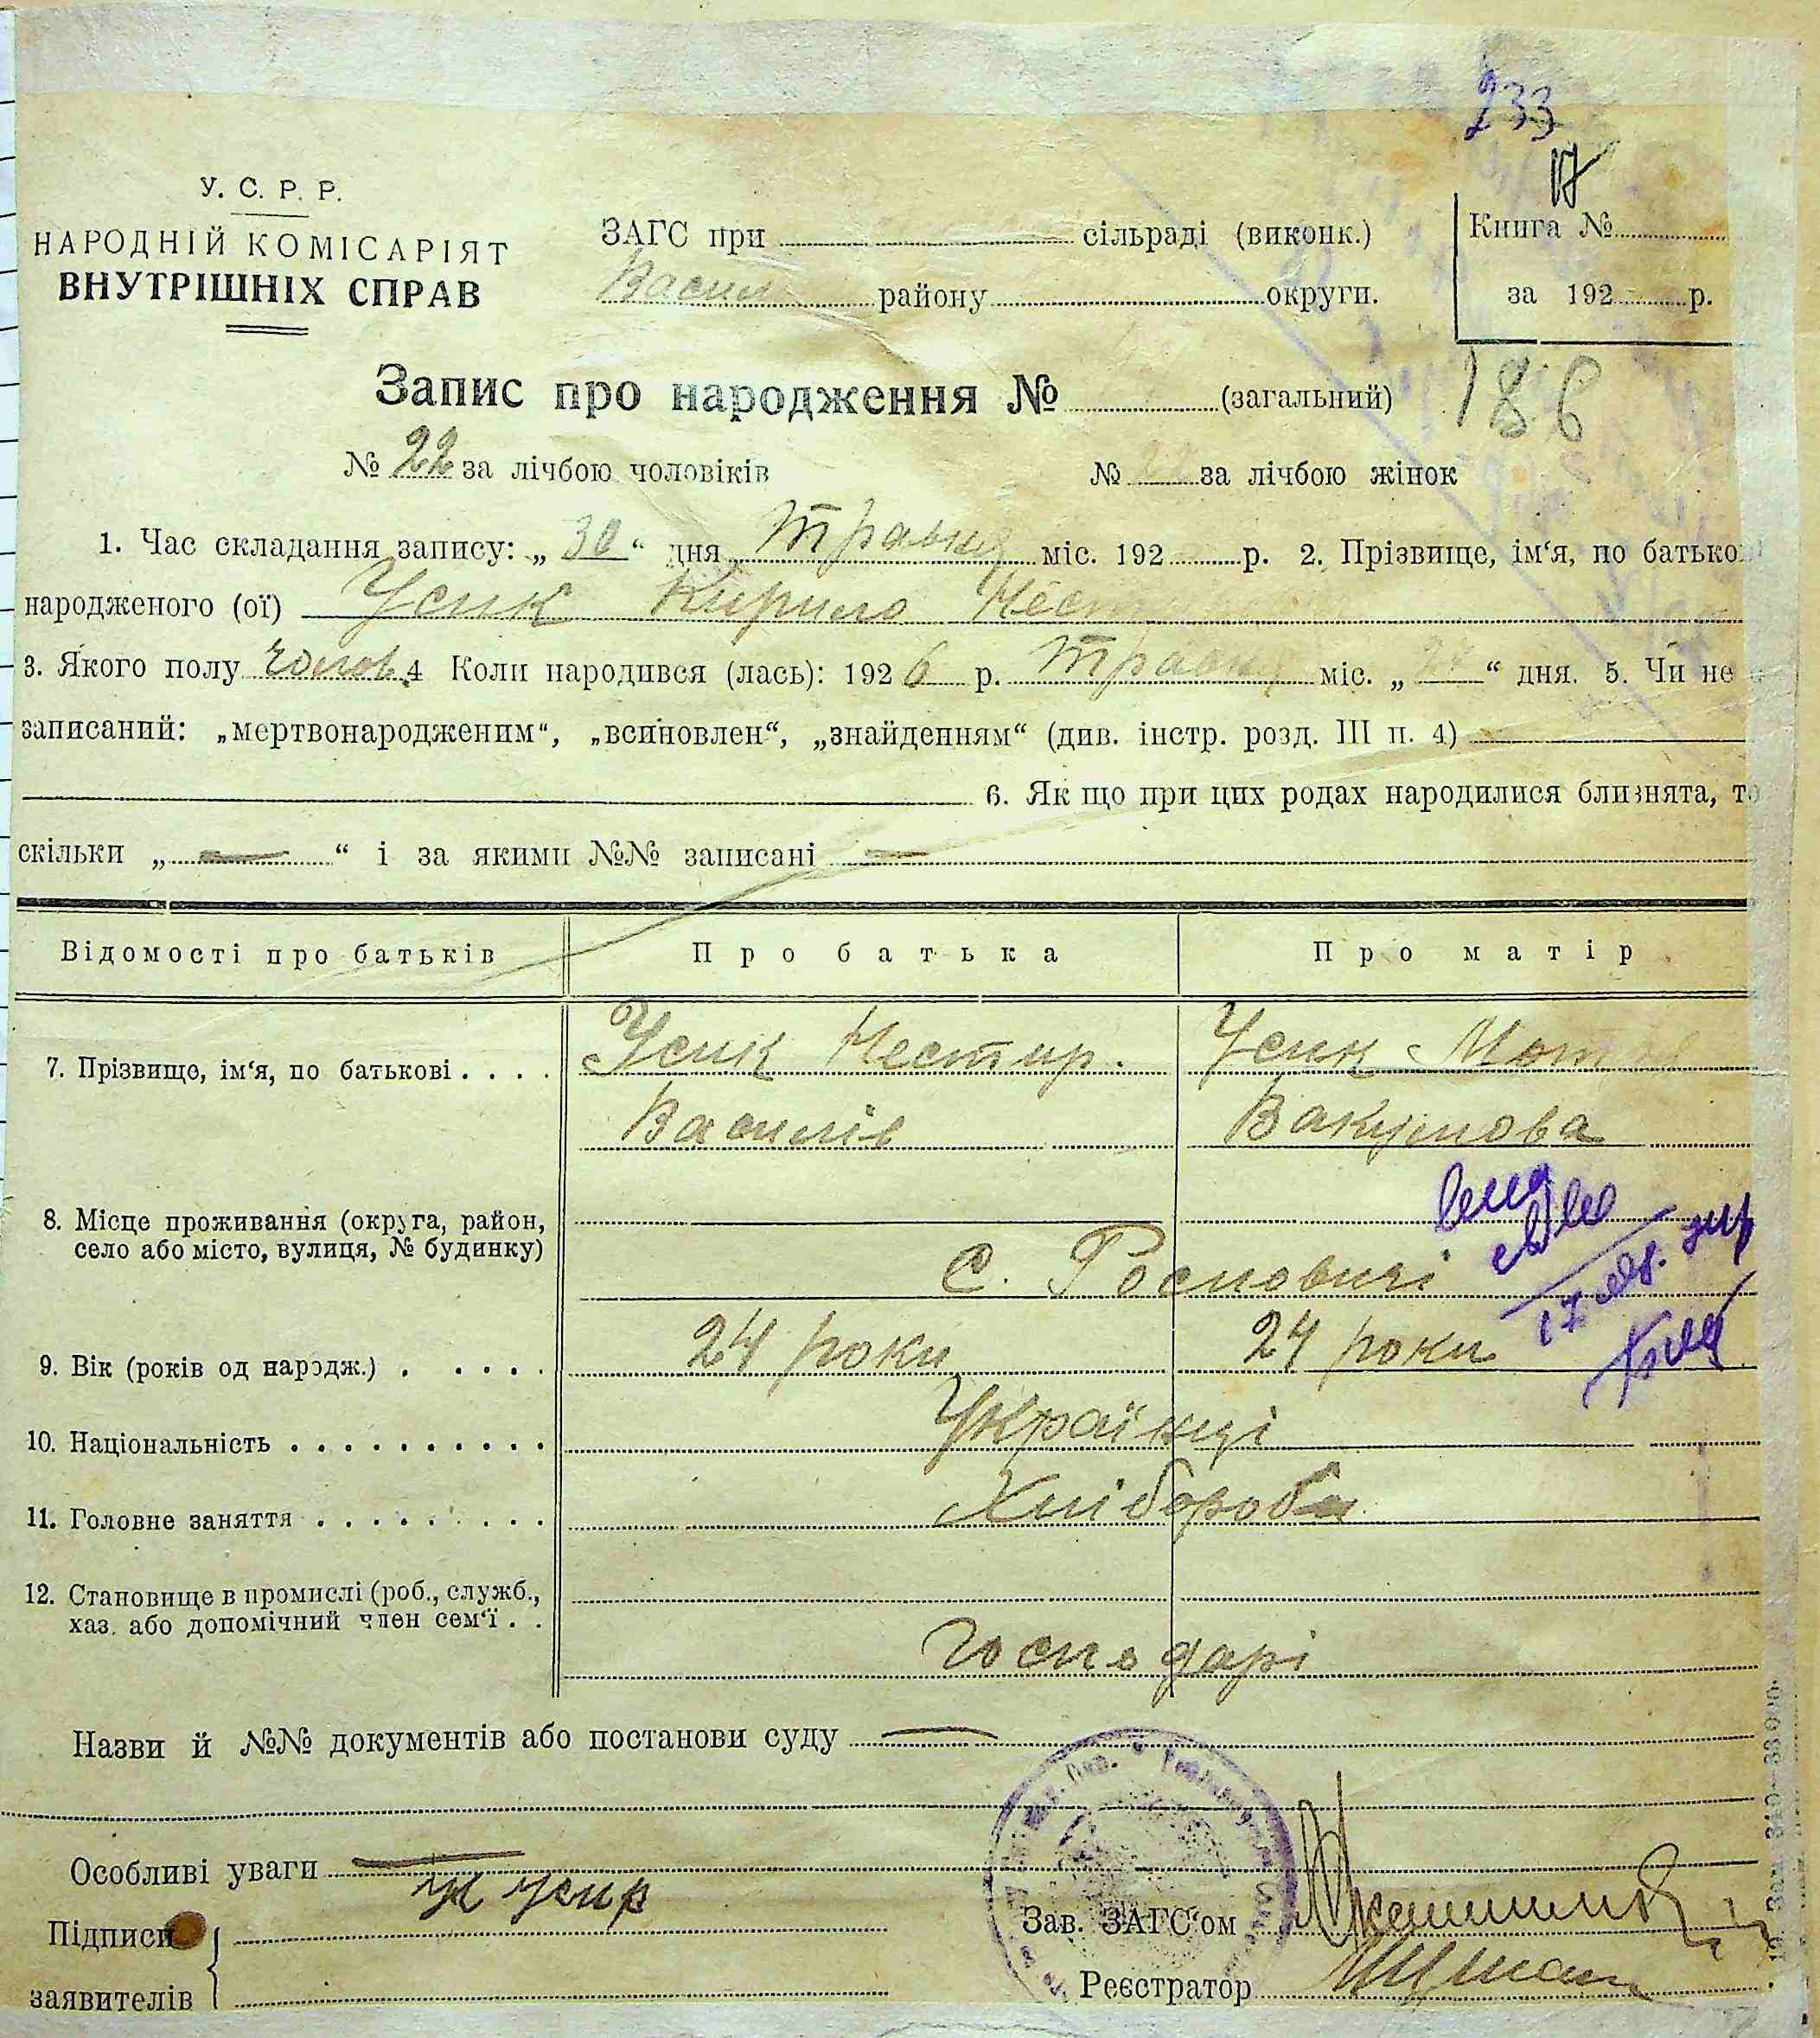 233
17
У. С. Р. Р.
НАРОДНІЙ КОМІСАРІЯТ
ВНУТРІШНІХ СПРАВ
ЗАГС при сільраді (виконк.)
Васил району округи.
Книга №
за 192 р.
186
Запис про народження № (загальний)
№ 22 за лічбою чоловіків № за лічбою жінок
1. Час складання запису: „ 30 “ дня Травня міс. 192 р. 2. Прізвище, ім‘я, по батько
народженого (ої) Усик Кирило Нест
3. Якого полу чолов. 4 Коли народився (лась): 192 6 р. Травня міс. „ “ дня. 5. Чи не
записаний: „мертвонародженим“, „всиновлен“, „знайденням“ (див. інстр. розд. III п. 4)
6. Як що при цих родах народилися близнята, то
скільки „ — “ і за якими №№ записані —
Відомості про батьків Про батька Про матір
7. Прізвище, ім‘я, по батькові . . . . Усик Нестир. Усик Мот
Василів Вакулова
8. Місце проживання (округа, район,
село або місто, вулиця, № будинку)
с.
9. Вік (років од народж.) . . . . . 24 роки 24 роки
10. Національність . . . . . . . . . . Українці
11. Головне заняття . . . . . . . . . Хлібороби
12. Становище в промислі (роб., служб.,
хаз. або допомічний член сем‘ї . .
Господарі
Назви й №№ документів або постанови суду —
Особливі уваги —
Н Усик
Підписи
заявителів
Зав. ЗАГС‘ом
Реєстратор